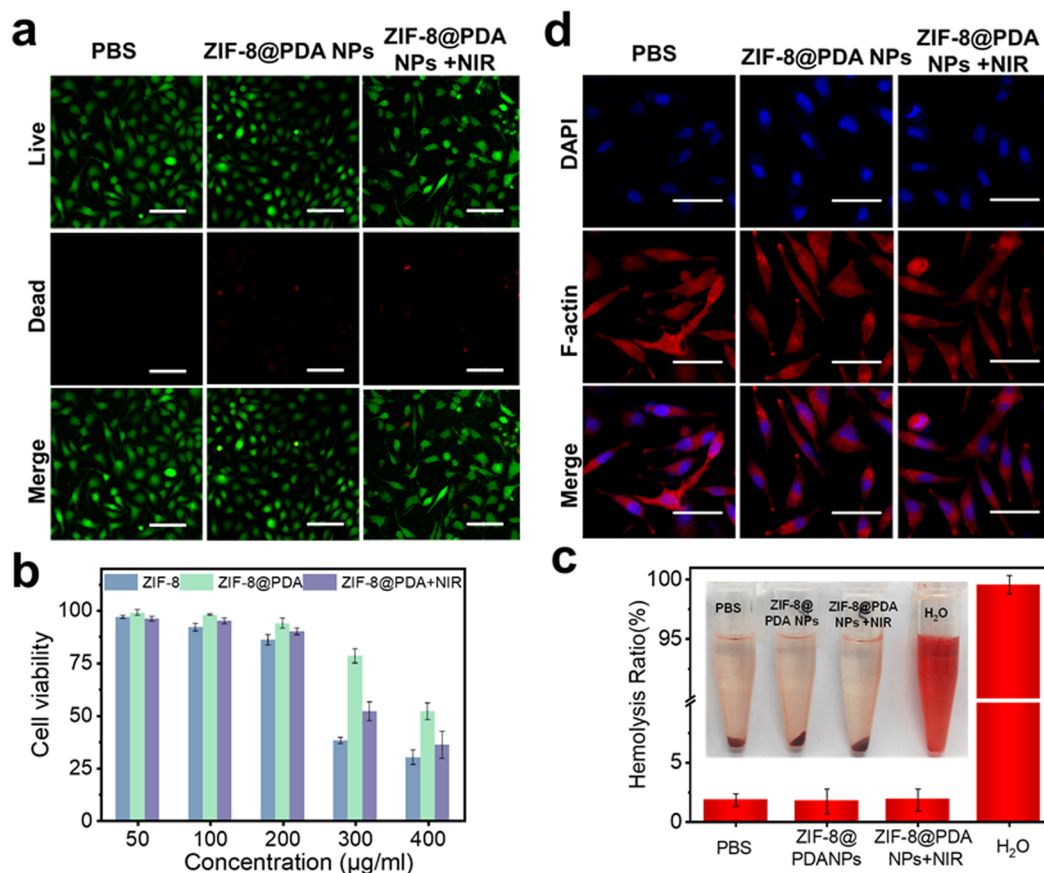 a
PBS
ZIF-8@PDA NPs
ZIF-8@PDA
NPs +NIR
Live
Dead
Merge
d
PBS
ZIF-8@PDA NPs
ZIF-8@PDA
NPs +NIR
DAPI
F-actin
Merge
b
ZIF-8
ZIF-8@PDA
ZIF-8@PDA+NIR
Cell viability
100
75
50
25
0
50
100
200
300
400
Concentration (μg/ml)
c
Hemolysis Ratio(%)
100
95
5
0
PBS
ZIF-8@
PDA NPs
ZIF-8@PDA
NPs +NIR
H₂O
PBS
ZIF-8@
PDANPs
ZIF-8@PDA
NPs+NIR
H₂O